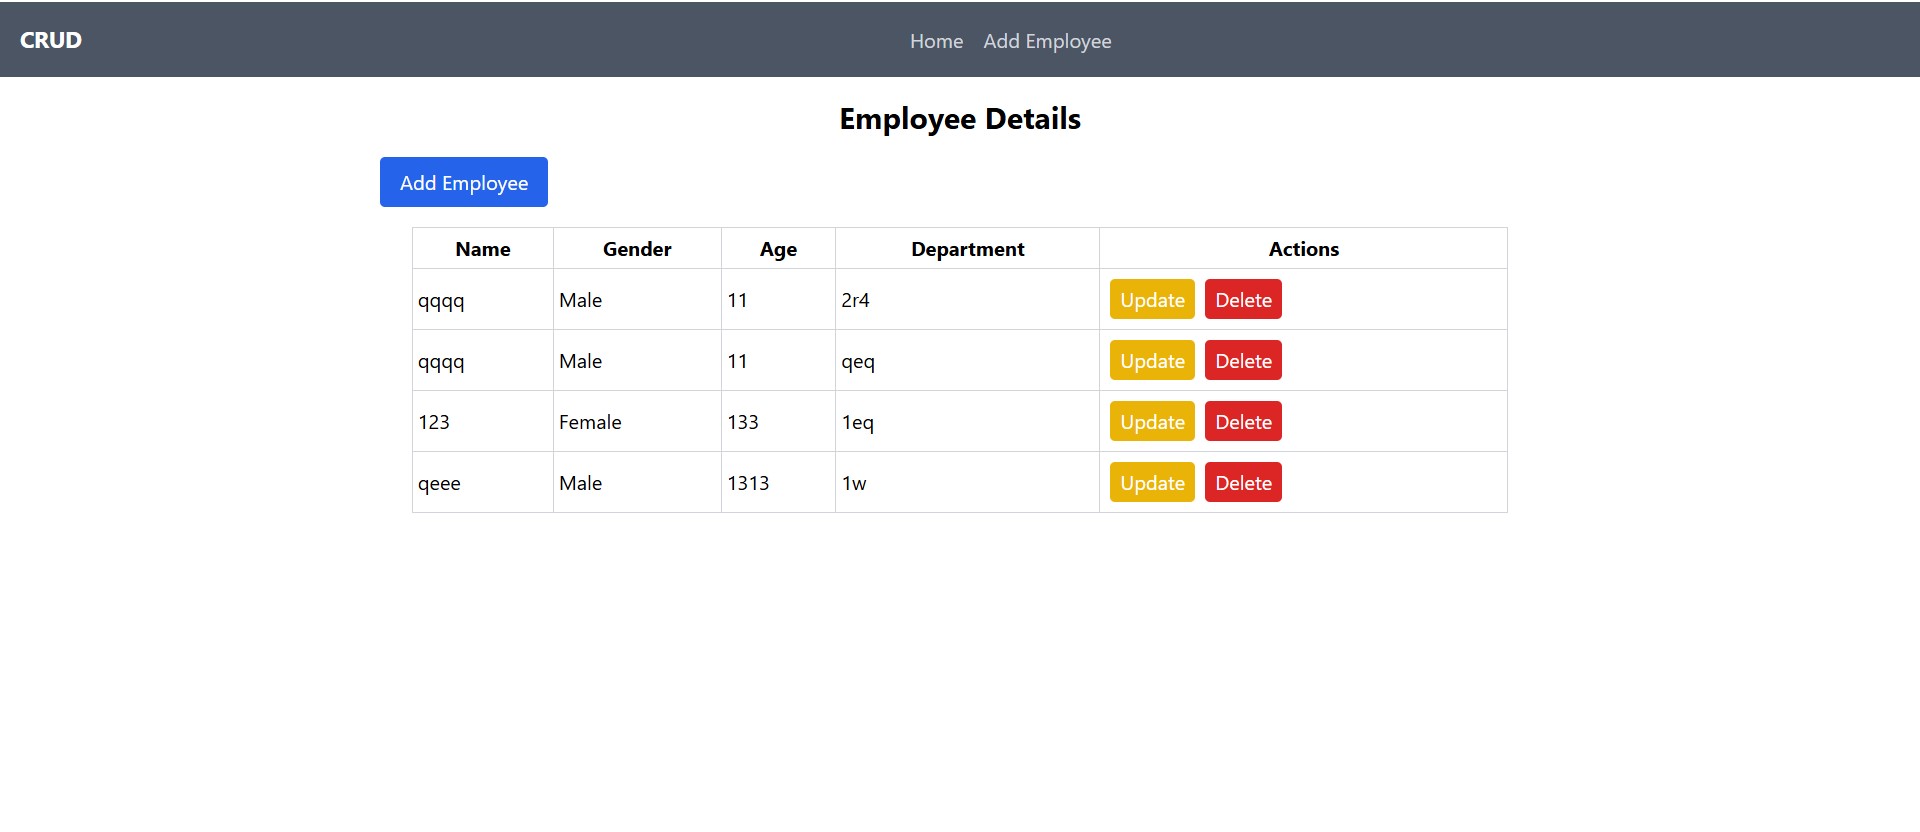 CRUD Home Add Employee
Employee Details
Add Employee
Name Gender Age Department Actions
qqqq Male 11 2r4 Update Delete
qqqq Male 11 qeq Update Delete
123 Female 133 1eq Update Delete
qeee Male 1313 1w Update Delete